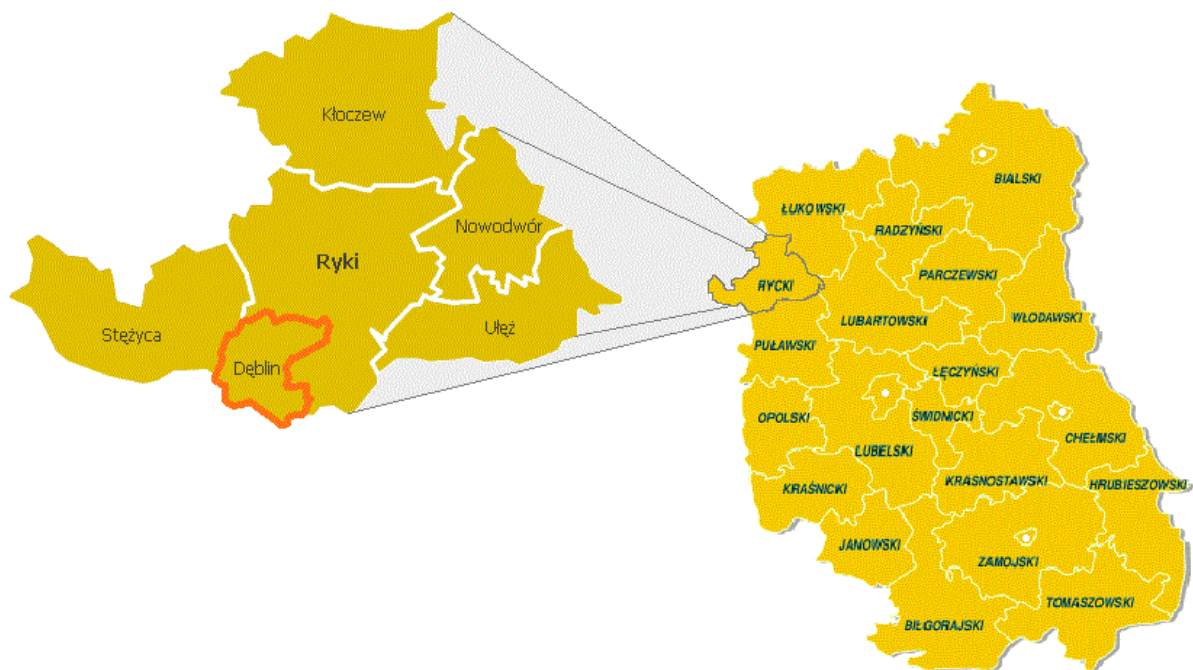 Kłoczew
Nowodwór
Ryki
Stężyca
Ułęż
Dęblin
BIALSKI
ŁUKOWSKI
RADZYŃSKI
PARCZEWSKI
RYCKI
WŁODAWSKI
LUBARTOWSKI
PUŁAWSKI
ŁĘCZYŃSKI
OPOLSKI
ŚWIDNICKI
CHEŁMSKI
LUBELSKI
KRAŚNICKI
KRASNOSTAWSKI
HRUBIESZOWSKI
JANOWSKI
ZAMOJSKI
TOMASZOWSKI
BIŁGORAJSKI